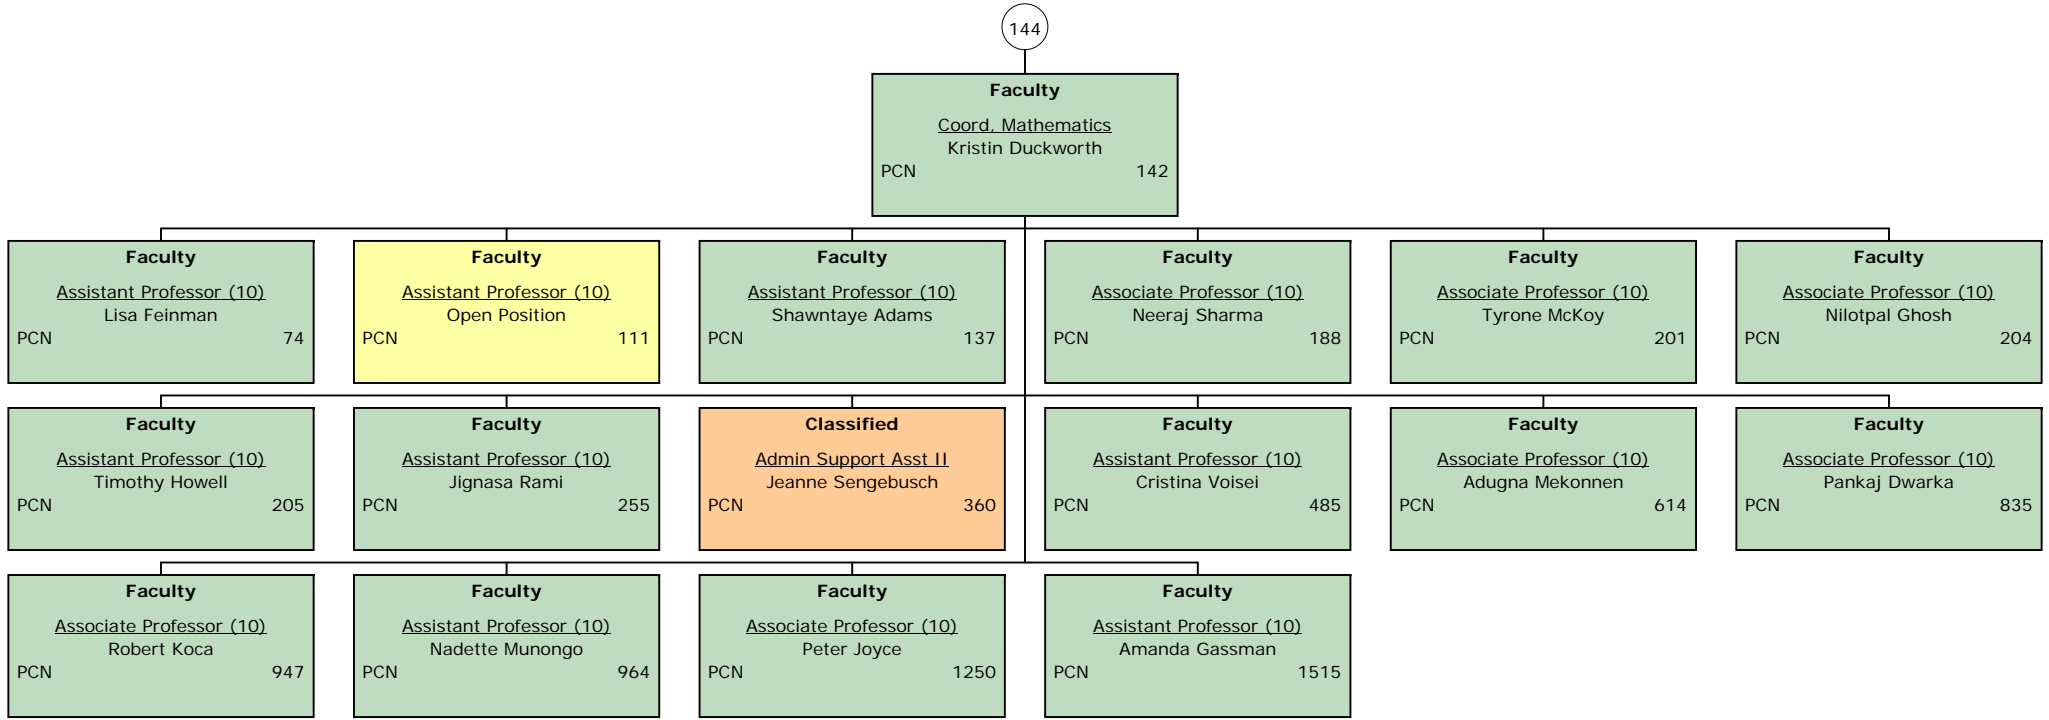 144
Faculty
Coord, Mathematics
Kristin Duckworth
PCN 142
Faculty
Assistant Professor (10)
Lisa Feinman
PCN 74
Faculty
Assistant Professor (10)
Open Position
PCN 111
Faculty
Assistant Professor (10)
Shawntaye Adams
PCN 137
Faculty
Associate Professor (10)
Neeraj Sharma
PCN 188
Faculty
Associate Professor (10)
Tyrone McKoy
PCN 201
Faculty
Associate Professor (10)
Nilotpal Ghosh
PCN 204
Faculty
Assistant Professor (10)
Timothy Howell
PCN 205
Faculty
Assistant Professor (10)
Jignasa Rami
PCN 255
Classified
Admin Support Asst II
Jeanne Sengebusch
PCN 360
Faculty
Assistant Professor (10)
Cristina Voisei
PCN 485
Faculty
Associate Professor (10)
Adugna Mekonnen
PCN 614
Faculty
Associate Professor (10)
Pankaj Dwarka
PCN 835
Faculty
Associate Professor (10)
Robert Koca
PCN 947
Faculty
Assistant Professor (10)
Nadette Munongo
PCN 964
Faculty
Associate Professor (10)
Peter Joyce
PCN 1250
Faculty
Assistant Professor (10)
Amanda Gassman
PCN 1515